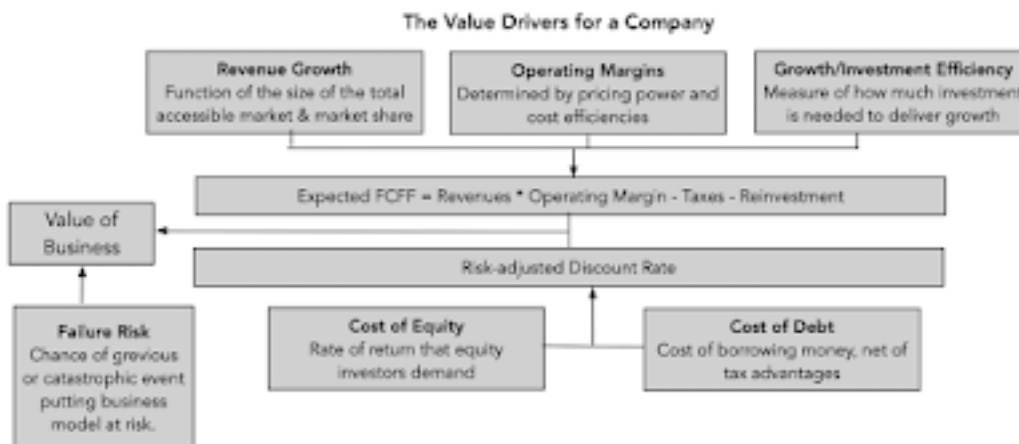 The Value Drivers for a Company
Revenue Growth
Function of the size of the total
accessible market & market share
Operating Margins
Determined by pricing power and
cost efficiencies
Growth/Investment Efficiency
Measure of how much investment
is needed to deliver growth
Expected FCFF = Revenues * Operating Margin - Taxes - Reinvestment
Value of
Business
Risk-adjusted Discount Rate
Failure Risk
Chance of grevious
or catastrophic event
putting business
model at risk.
Cost of Equity
Rate of return that equity
investors demand
Cost of Debt
Cost of borrowing money, net of
tax advantages